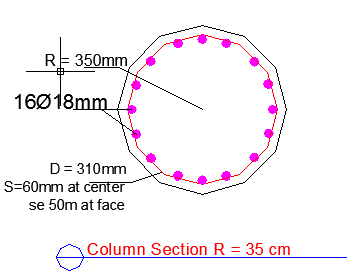 R = 350mm
16Ø18mm
D = 310mm
S=60mm at center
se 50m at face
Column Section R = 35 cm